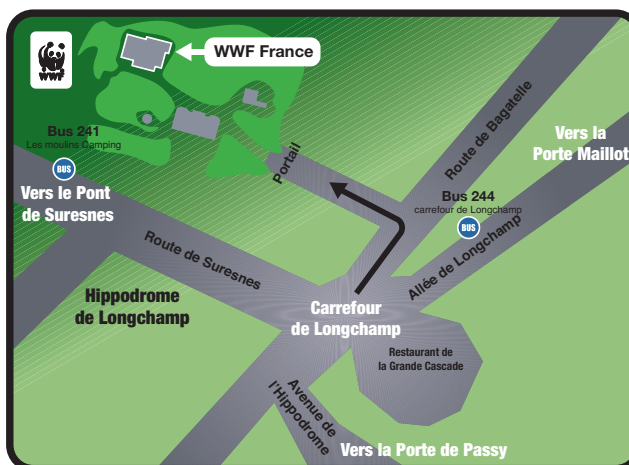 WWF France
WWF
Bus 241
Les moulins Camping
BUS
Vers le Pont
de Suresnes
Portail
Route de Bagatelle
Vers la
Porte Maillot
Bus 244
carrefour de Longchamp
BUS
Allée de Longchamp
Route de Suresnes
Hippodrome
de Longchamp
Carrefour
de Longchamp
Restaurant de
la Grande Cascade
Avenue de
l'Hippodrome
Vers la Porte de Passy